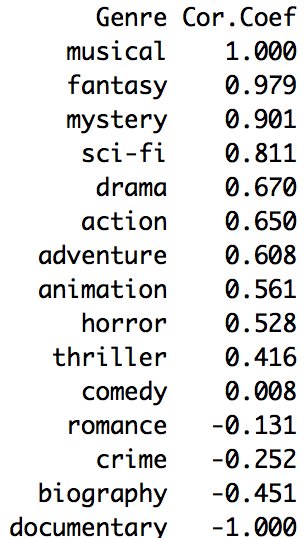 Genre Cor.Coef
musical 1.000
fantasy 0.979
mystery 0.901
sci-fi 0.811
drama 0.670
action 0.650
adventure 0.608
animation 0.561
horror 0.528
thriller 0.416
comedy 0.008
romance -0.131
crime -0.252
biography -0.451
documentary -1.000